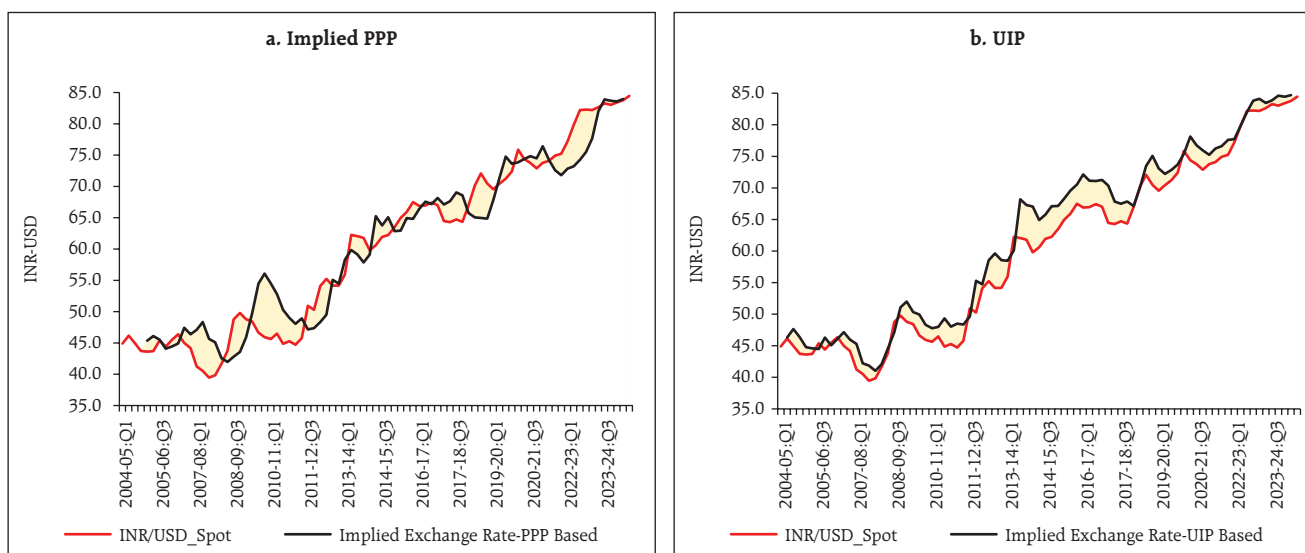 a. Implied PPP
INR-USD
85.0
80.0
75.0
70.0
65.0
60.0
55.0
50.0
45.0
40.0
35.0
2004-05:Q1
2005-06:Q3
2007-08:Q1
2008-09:Q3
2010-11:Q1
2011-12:Q3
2013-14:Q1
2014-15:Q3
2016-17:Q1
2017-18:Q3
2019-20:Q1
2020-21:Q3
2022-23:Q1
2023-24:Q3
INR/USD_Spot
Implied Exchange Rate-PPP Based
b. UIP
INR-USD
85.0
80.0
75.0
70.0
65.0
60.0
55.0
50.0
45.0
40.0
35.0
2004-05:Q1
2005-06:Q3
2007-08:Q1
2008-09:Q3
2010-11:Q1
2011-12:Q3
2013-14:Q1
2014-15:Q3
2016-17:Q1
2017-18:Q3
2019-20:Q1
2020-21:Q3
2022-23:Q1
2023-24:Q3
INR/USD_Spot
Implied Exchange Rate-UIP Based